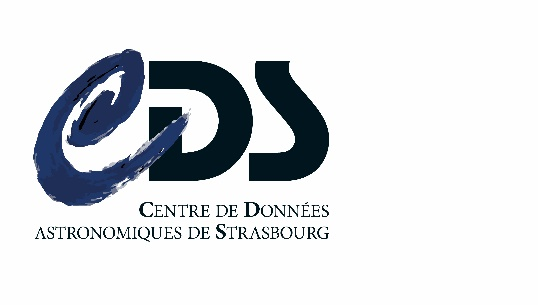 CDS
CENTRE DE DONNÉES
ASTRONOMIQUES DE STRASBOURG